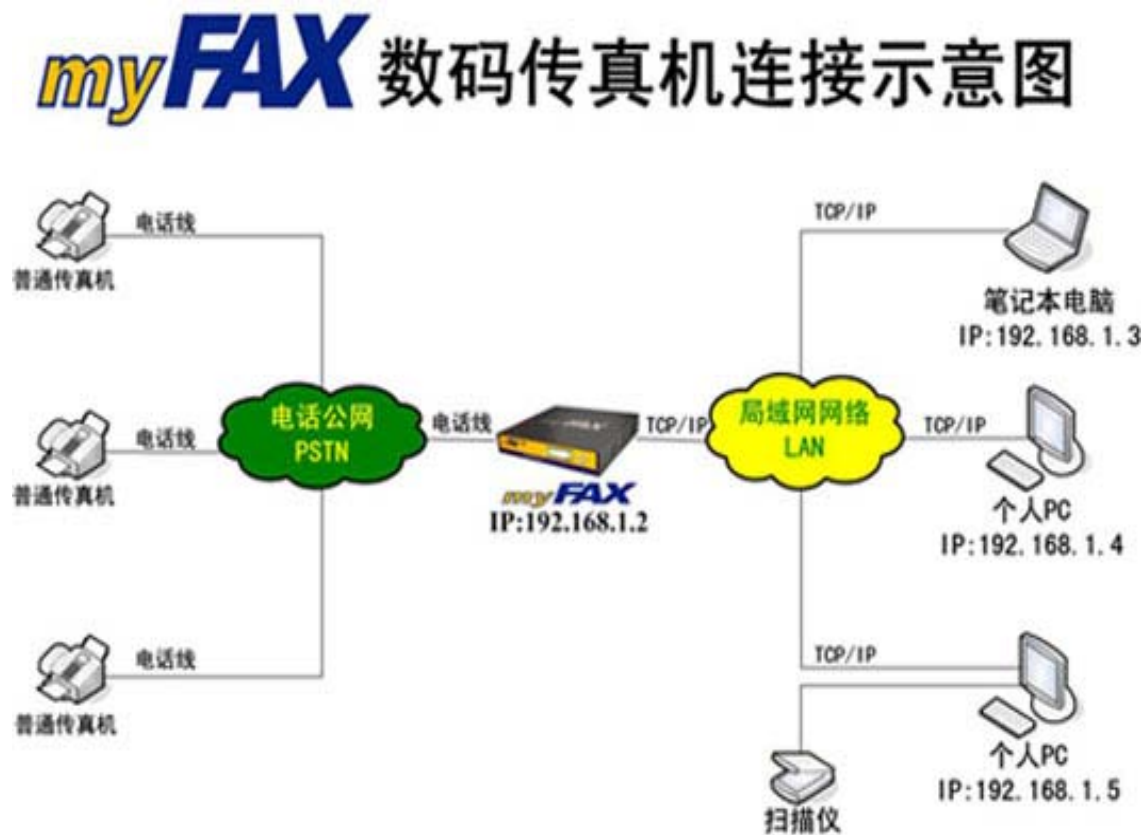 myFAX 数码传真机连接示意图
电话线
普通传真机
电话线
普通传真机
电话线
普通传真机
电话公网
PSTN
电话线
myFAX
IP:192.168.1.2
TCP/IP
局域网网络
LAN
TCP/IP
笔记本电脑
IP:192.168.1.3
TCP/IP
个人PC
IP:192.168.1.4
TCP/IP
个人PC
IP:192.168.1.5
扫描仪